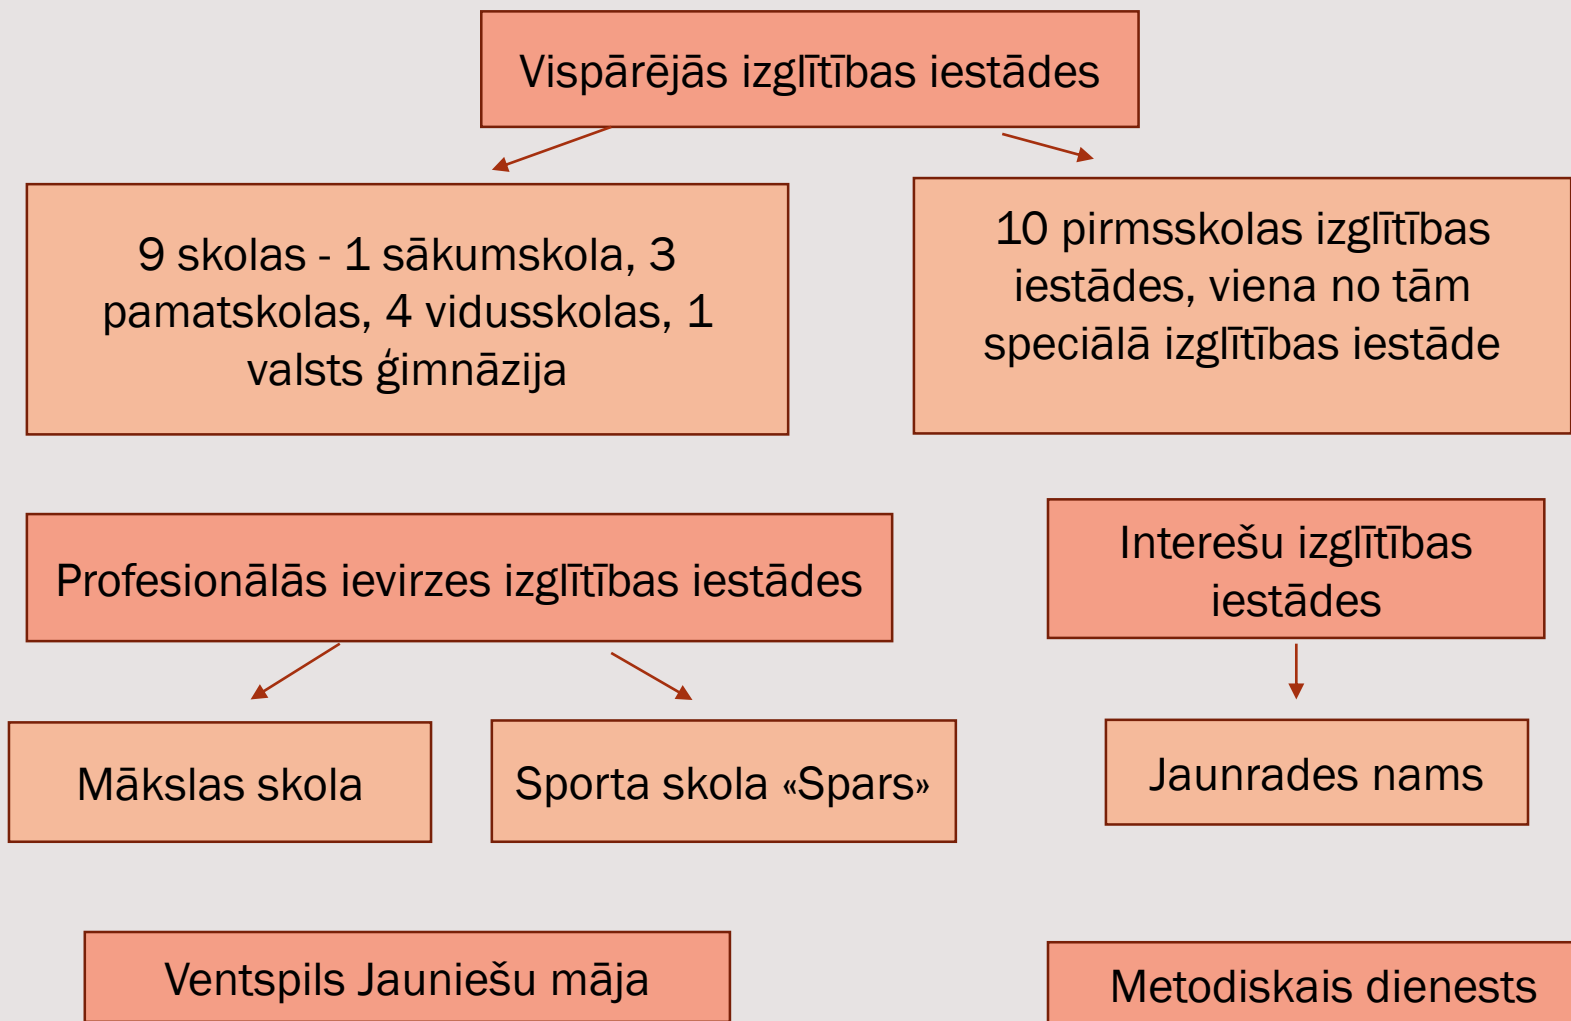 Vispārējās izglītības iestādes
9 skolas - 1 sākumskola, 3
pamatskolas, 4 vidusskolas, 1
valsts ģimnāzija
10 pirmsskolas izglītības
iestādes, viena no tām
speciālā izglītības iestāde
Profesionālās ievirzes izglītības iestādes
Interešu izglītības
iestādes
Mākslas skola
Sporta skola «Spars»
Jaunrades nams
Ventspils Jauniešu māja
Metodiskais dienests